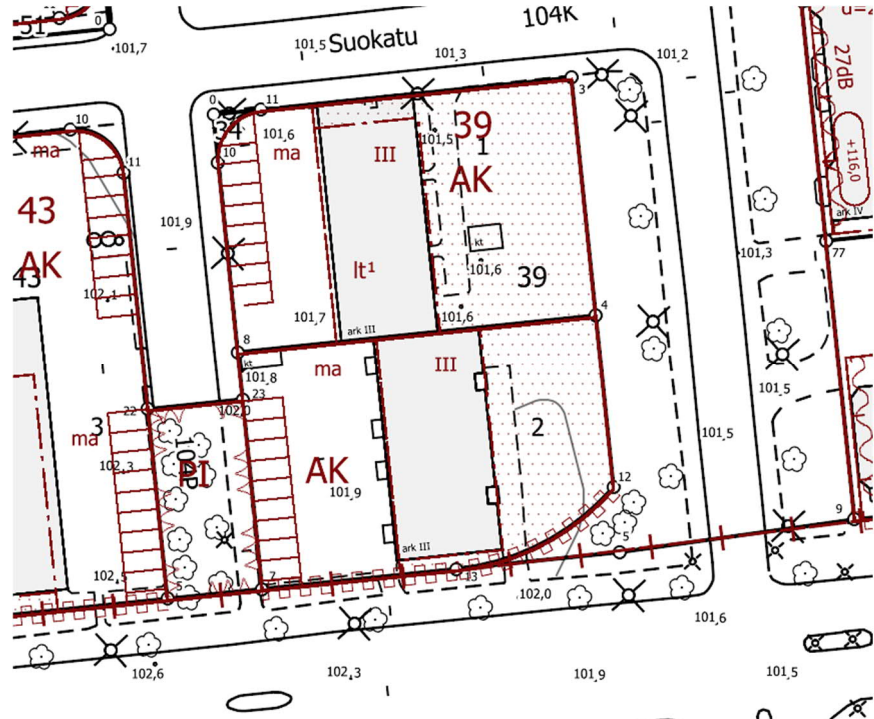 51
0
101,7
101,5
Suokatu
101,3
104K
101,2
27dB
+116,0
ark IV
77
0
11
34
10
101,6
ma
III
101,5
39
1
AK
3
10
ma
11
43
AK
43
8
101,9
102,1
kt
101,6
39
101,3
lt¹
101,7
ark III
101,6
4
8
kt
101,8
ma
III
23
102,0
22
3
ma
101,5
2
101,5
102,3
104P
PI
AK
101,9
12
9
ark III
5
102,5
5
7
13
102,0
101,6
102,6
102,3
101,9
101,5